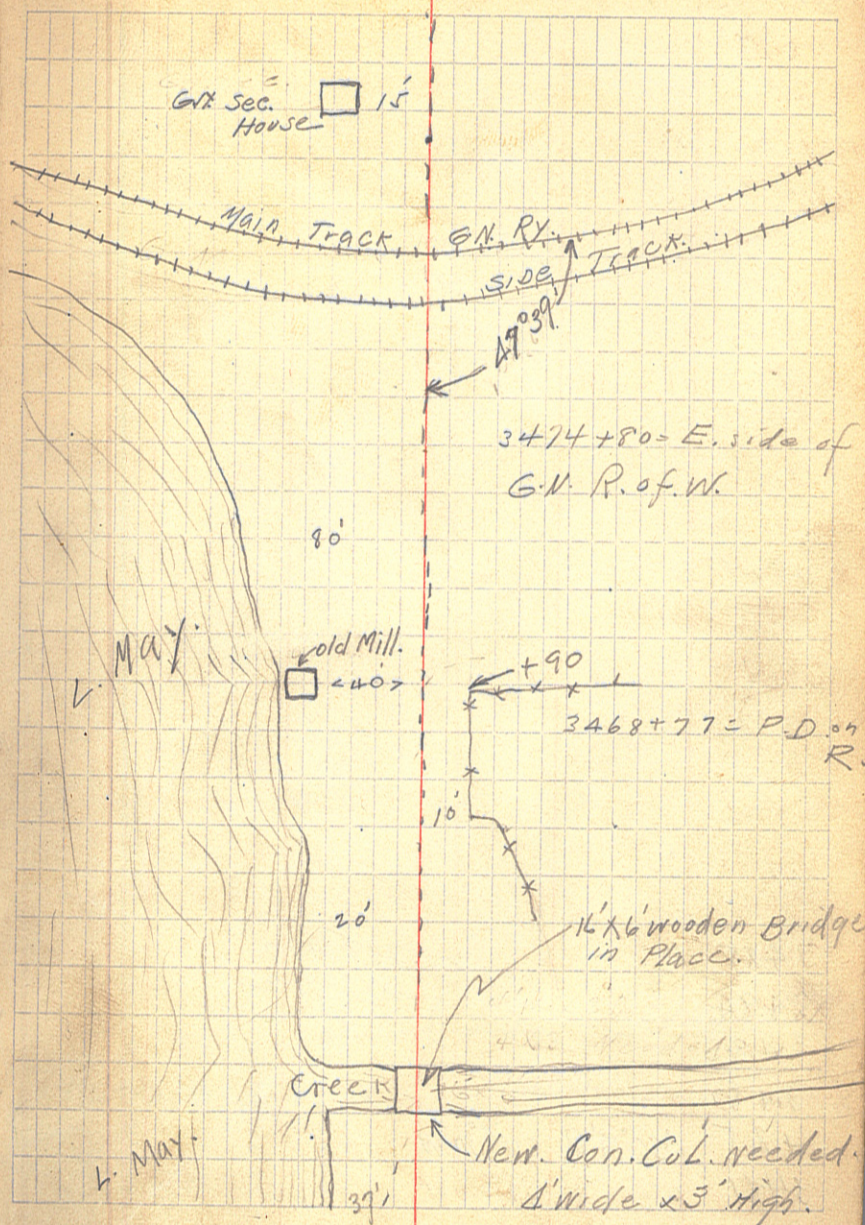 G.N. Sec. 15'
House
Main Track G.N. RY.
SIDE Track.
47°39'
3474+80= E. side of
G.N. R. of W.
80'
L. May.
old Mill.
<40>
+90
3468+77= P.D. on
R.
10'
20'
16'x6' wooden Bridge
in Place.
Creek
L. May.
New. Con. Cul. needed.
4' wide x 3' High.
37'